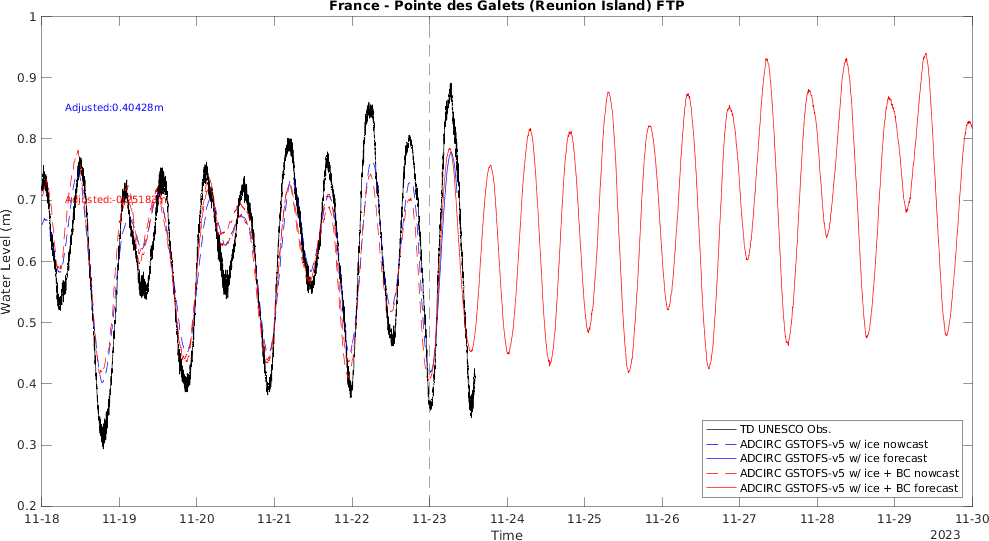 France - Pointe des Galets (Reunion Island) FTP
1
0.9
0.8
0.7
0.6
0.5
0.4
0.3
0.2
Water Level (m)
Adjusted:0.40428m
TD UNESCO Obs.
ADCIRC GSTOFS-v5 w/ ice nowcast
ADCIRC GSTOFS-v5 w/ ice forecast
ADCIRC GSTOFS-v5 w/ ice + BC nowcast
ADCIRC GSTOFS-v5 w/ ice + BC forecast
11-18 11-19 11-20 11-21 11-22 11-23 11-24 11-25 11-26 11-27 11-28 11-29 11-30
Time
2023